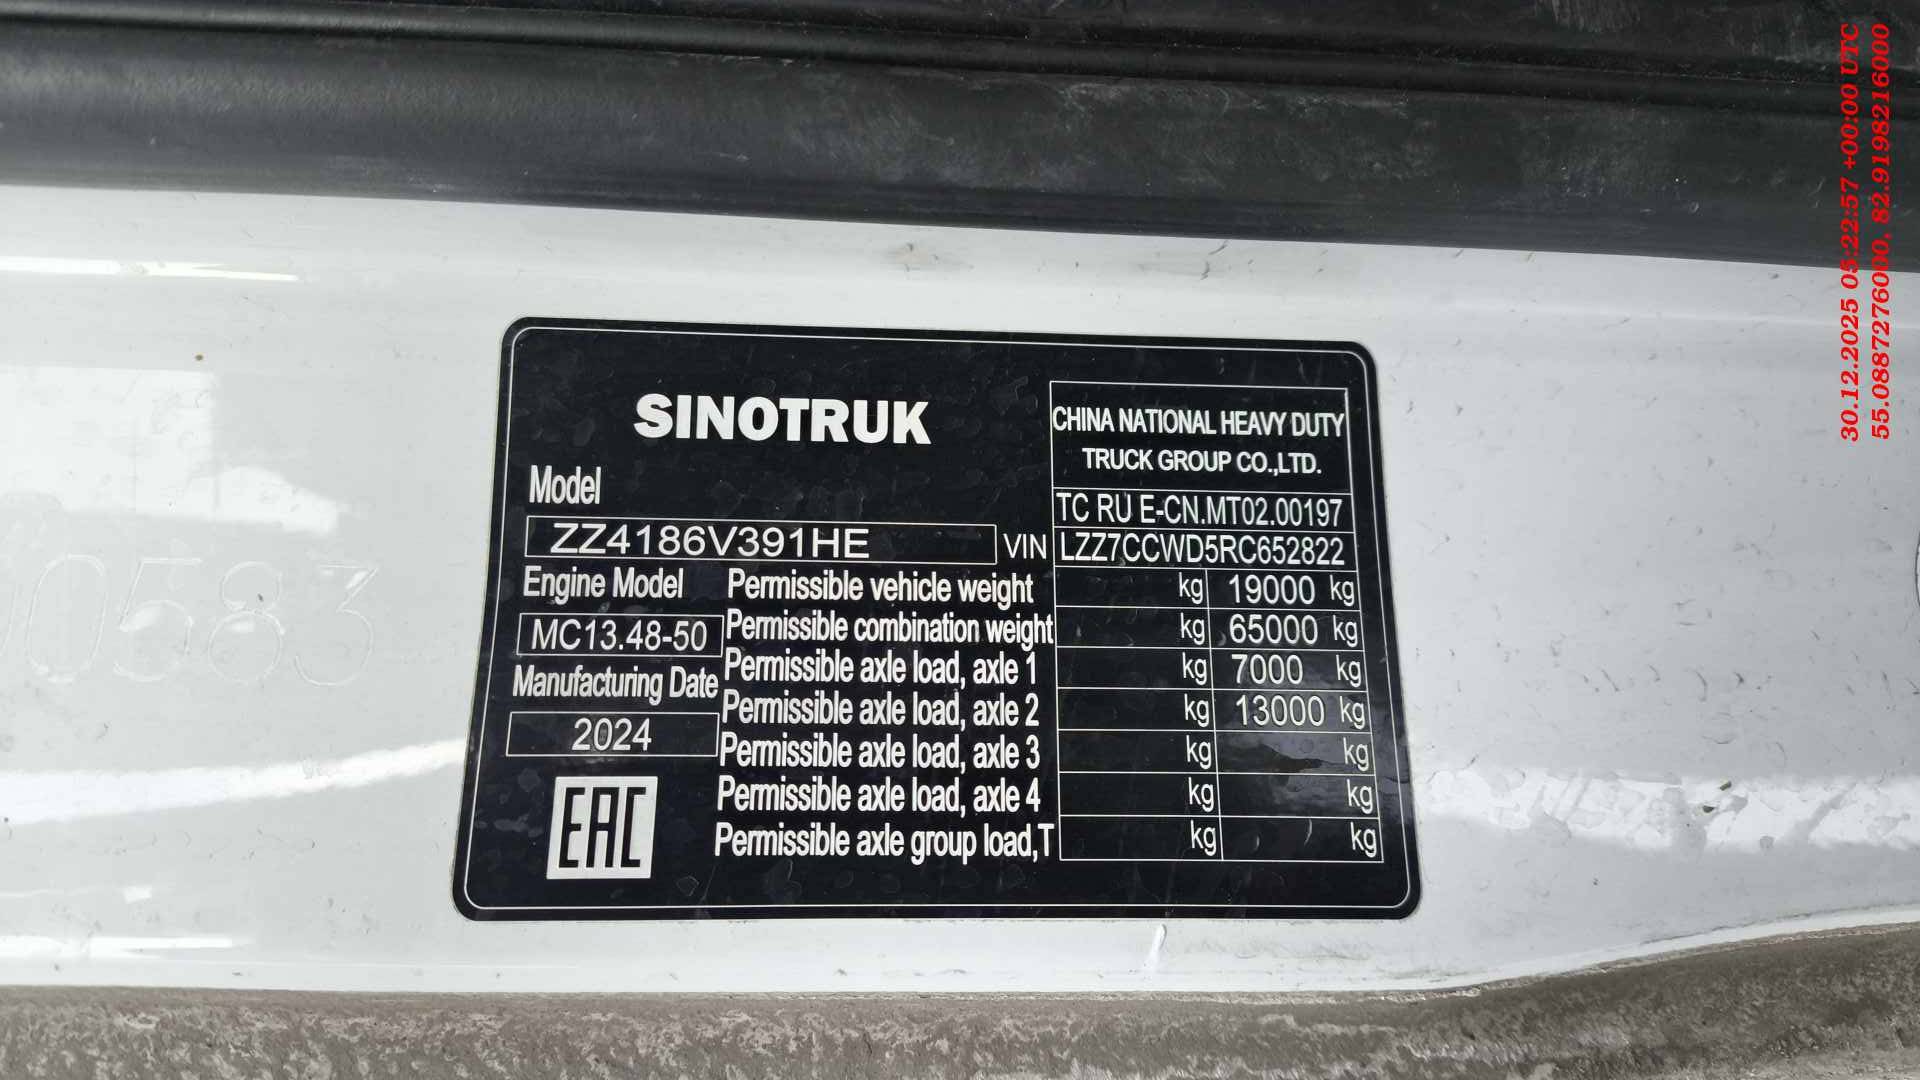 SINOTRUK
CHINA NATIONAL HEAVY DUTY
TRUCK GROUP CO.,LTD.
TC RU E-CN.MT02.00197
Model
ZZ4186V391HE
VIN LZZ7CCWD5RC652822
Engine Model
MC13.48-50
Manufacturing Date
2024
EAC
Permissible vehicle weight kg 19000 kg
Permissible combination weight kg 65000 kg
Permissible axle load, axle 1 kg 7000 kg
Permissible axle load, axle 2 kg 13000 kg
Permissible axle load, axle 3 kg kg
Permissible axle load, axle 4 kg kg
Permissible axle group load,T kg kg
0583
30.12.2025 05:22:57 +00:00 UTC
55.0887276000, 82.9198216000